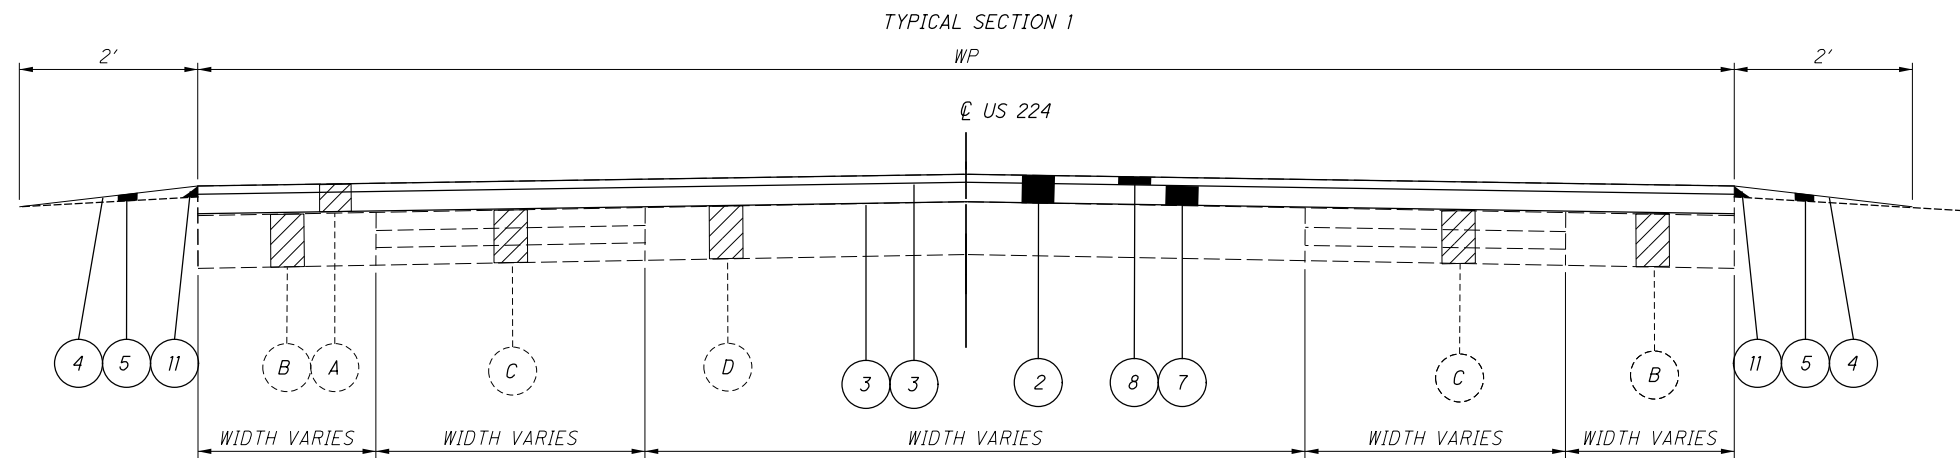 TYPICAL SECTION 1
2' WP 2'
℄ US 224
4 5 11 B A C D 3 3 2 8 7 C B 11 5 4
WIDTH VARIES WIDTH VARIES WIDTH VARIES WIDTH VARIES WIDTH VARIES